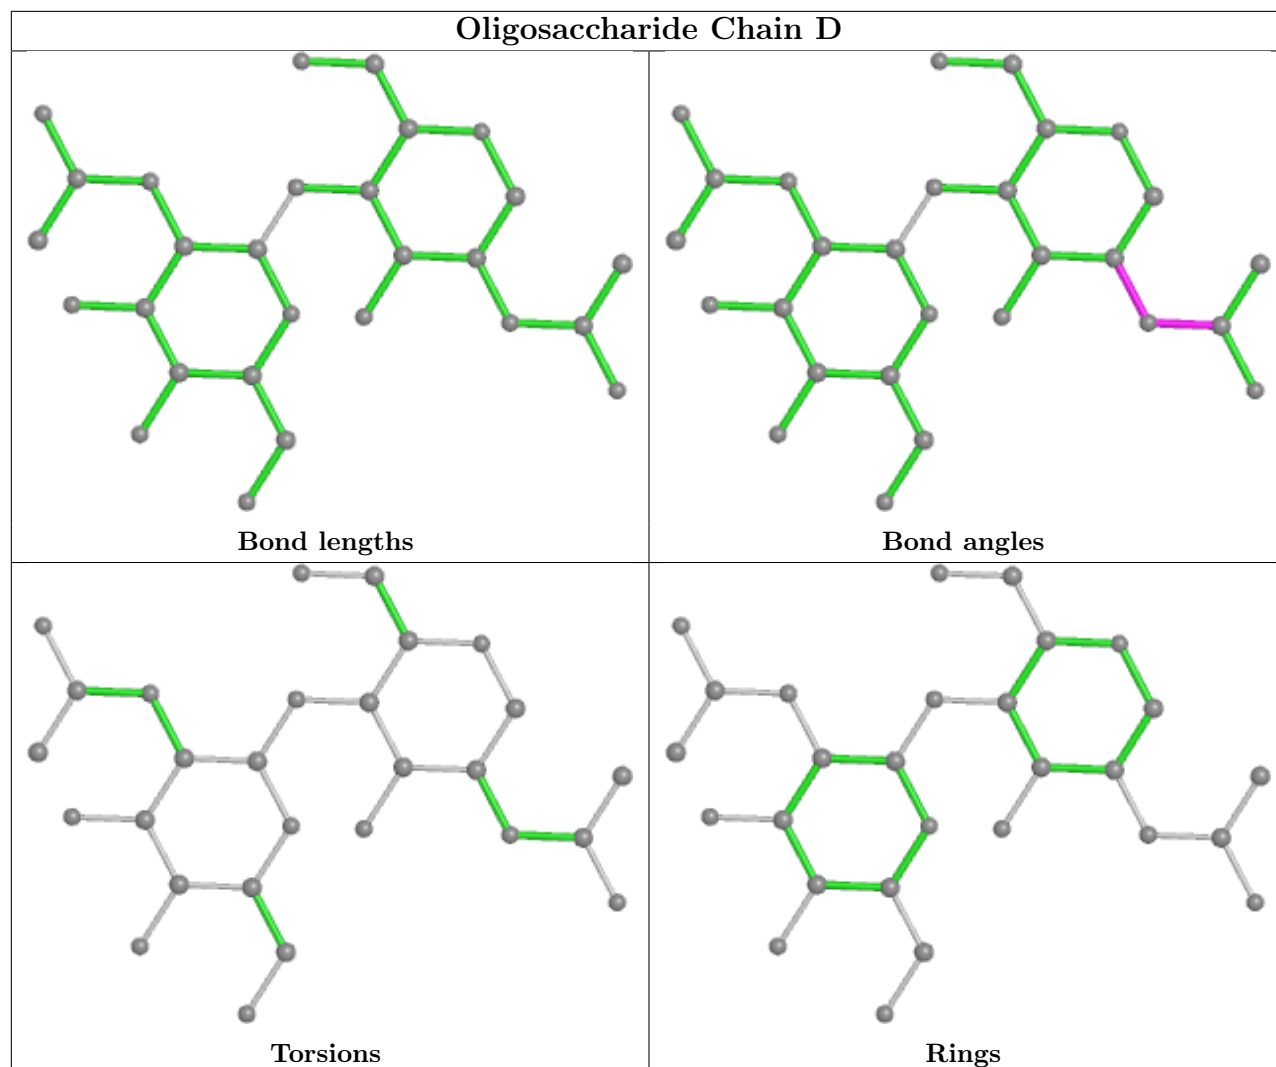 Oligosaccharide Chain D
Bond lengths
Bond angles
Torsions
Rings